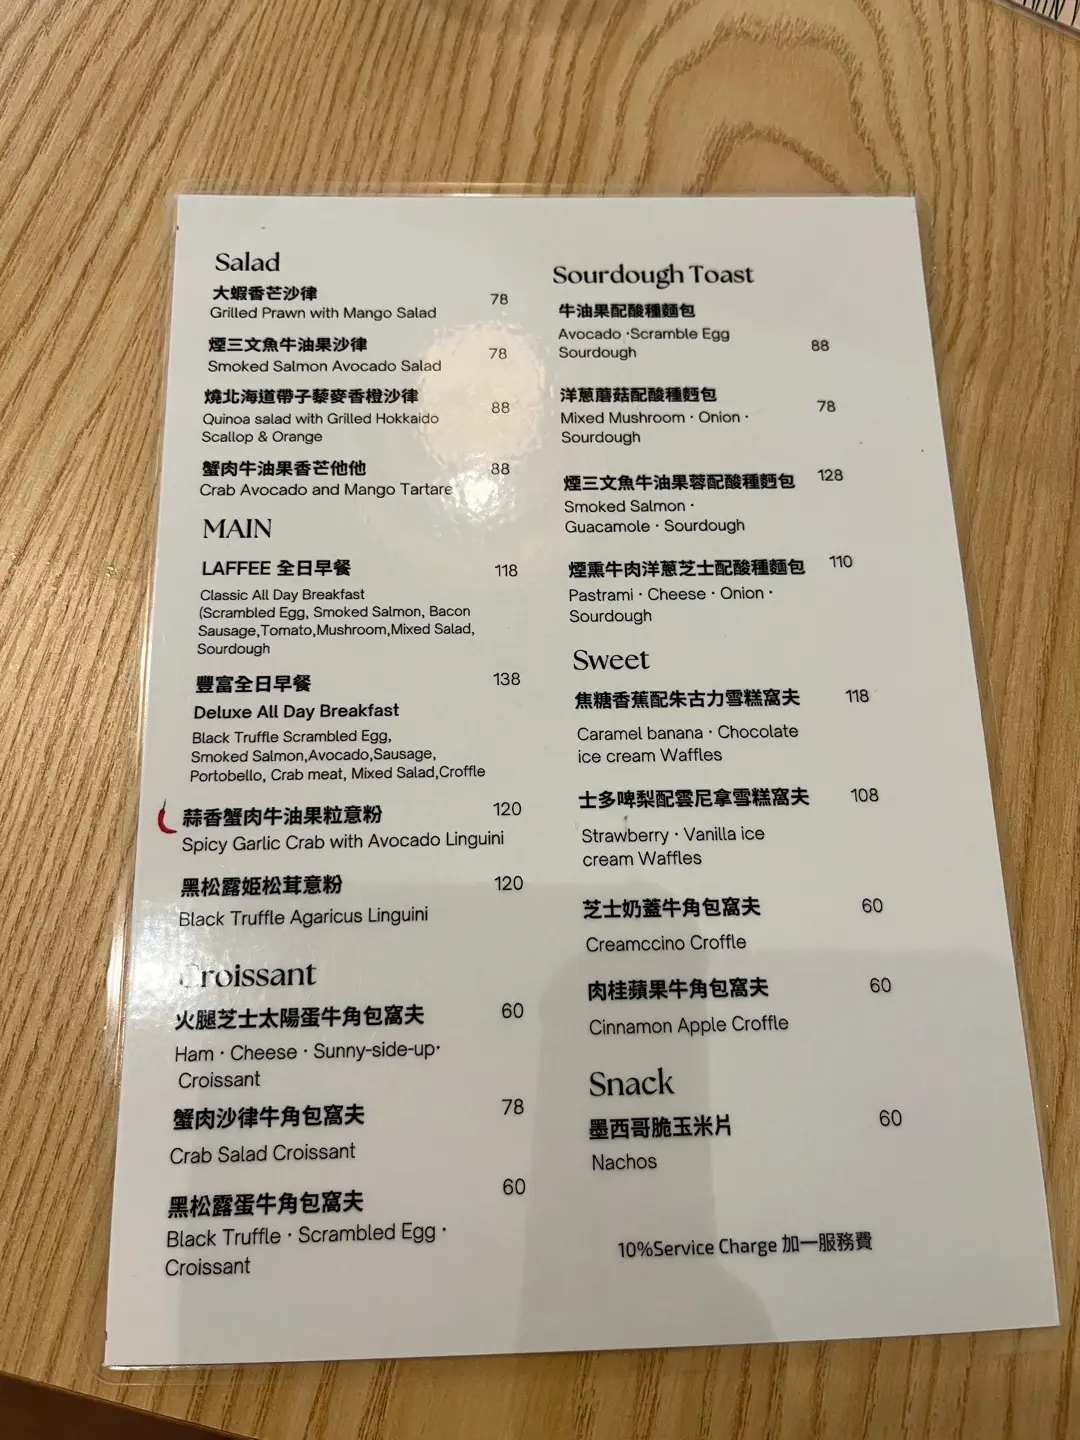 Salad
大蝦香芒沙律
Grilled Prawn with Mango Salad
78
煙三文魚牛油果沙律
Smoked Salmon Avocado Salad
78
燒北海道帶子藜麥香橙沙律
Quinoa salad with Grilled Hokkaido
Scallop & Orange
88
蟹肉牛油果香芒他他
Crab Avocado and Mango Tartare
88
MAIN
LAFFEE 全日早餐
118
Classic All Day Breakfast
(Scrambled Egg, Smoked Salmon, Bacon
Sausage,Tomato,Mushroom,Mixed Salad,
Sourdough
豐富全日早餐
138
Deluxe All Day Breakfast
Black Truffle Scrambled Egg,
Smoked Salmon,Avocado,Sausage,
Portobello, Crab meat, Mixed Salad,Croffle
蒜香蟹肉牛油果粒意粉
120
Spicy Garlic Crab with Avocado Linguini
黑松露姬松茸意粉
120
Black Truffle Agaricus Linguini
Croissant
火腿芝士太陽蛋牛角包窩夫
60
Ham · Cheese · Sunny-side-up·
Croissant
蟹肉沙律牛角包窩夫
78
Crab Salad Croissant
黑松露蛋牛角包窩夫
60
Black Truffle · Scrambled Egg ·
Croissant
Sourdough Toast
牛油果配酸種麵包
Avocado ·Scramble Egg
Sourdough
88
洋蔥蘑菇配酸種麪包
Mixed Mushroom · Onion ·
Sourdough
78
煙三文魚牛油果蓉配酸種麪包
128
Smoked Salmon ·
Guacamole · Sourdough
煙熏牛肉洋蔥芝士配酸種麵包
110
Pastrami · Cheese · Onion ·
Sourdough
Sweet
焦糖香蕉配朱古力雪糕窩夫
118
Caramel banana · Chocolate
ice cream Waffles
士多啤梨配雲尼拿雪糕窩夫
108
Strawberry · Vanilla ice
cream Waffles
芝士奶蓋牛角包窩夫
60
Creamccino Croffle
肉桂蘋果牛角包窩夫
60
Cinnamon Apple Croffle
Snack
墨西哥脆玉米片
60
Nachos
10%Service Charge 加一服務費